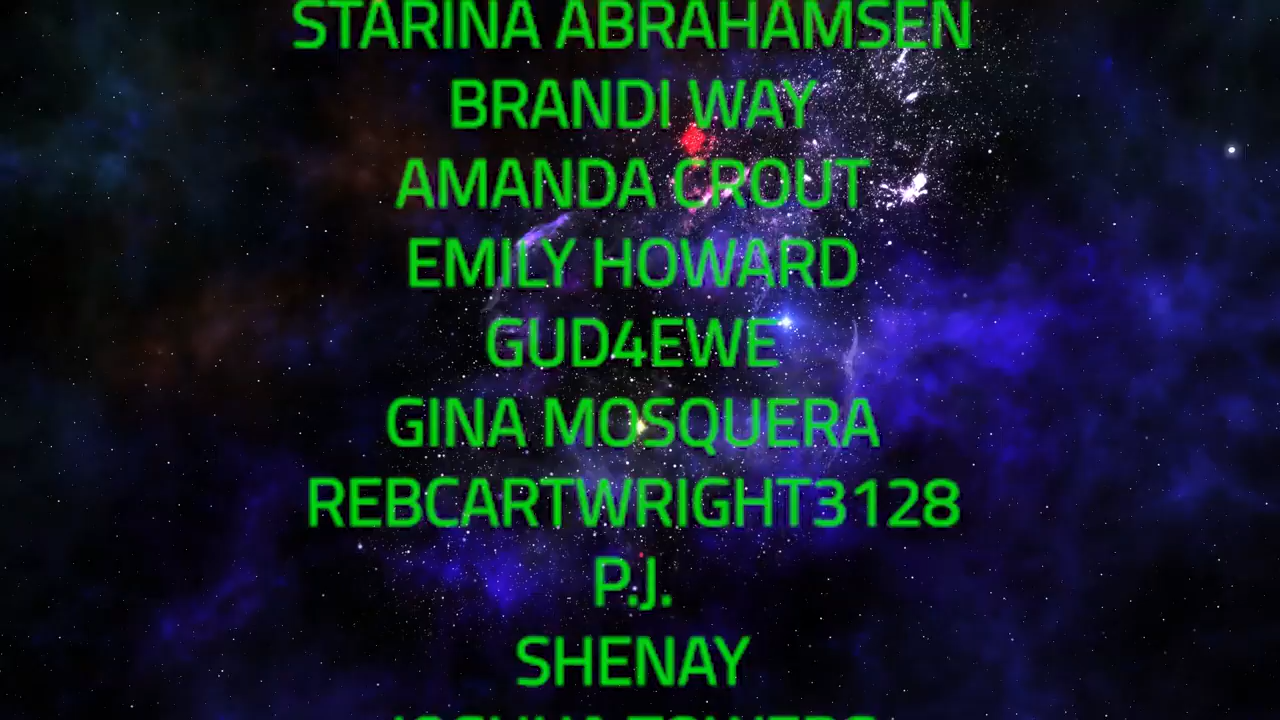 STARINA ABRAHAMSEN
BRANDI WAY
AMANDA CROUT
EMILY HOWARD
GUD4EWE
GINA MOSQUERA
REBCARTWRIGHT3128
P.J.
SHENAY